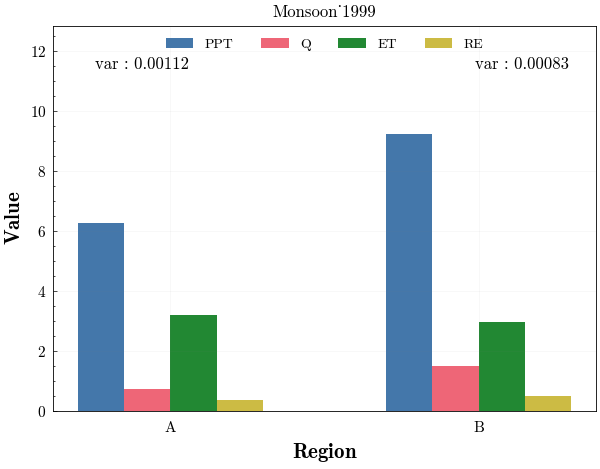 Monsoon˙1999
PPT Q ET RE
var : 0.00112 var : 0.00083
12
10
8
6
4
2
0
Value
A B
Region